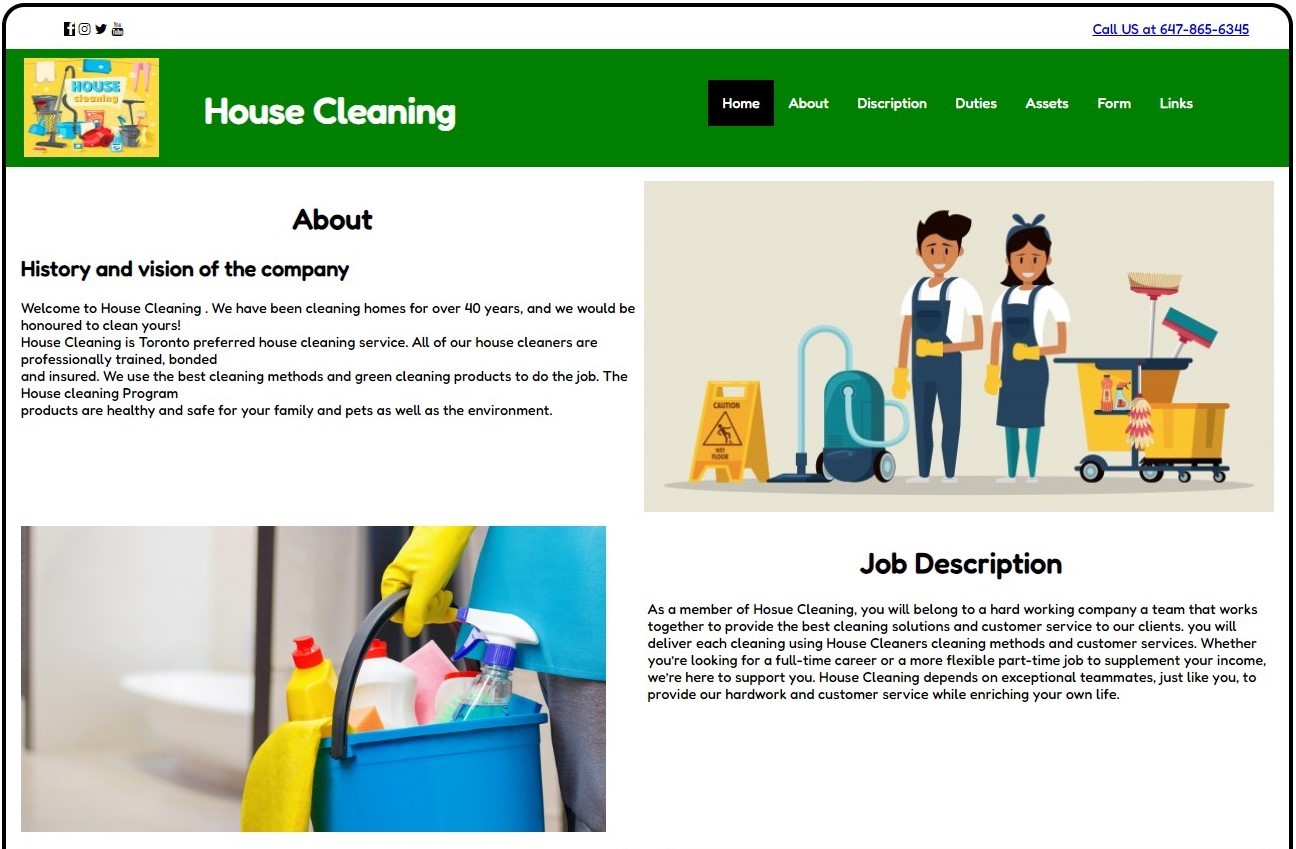 You
Tube
Call US at 647-865-6345
HOUSE
cleaning
House Cleaning
Home
About
Discription
Duties
Assets
Form
Links
About
History and vision of the company
Welcome to House Cleaning . We have been cleaning homes for over 40 years, and we would be
honoured to clean yours!
House Cleaning is Toronto preferred house cleaning service. All of our house cleaners are
professionally trained, bonded
and insured. We use the best cleaning methods and green cleaning products to do the job. The
House cleaning Program
products are healthy and safe for your family and pets as well as the environment.
CAUTION
WET
FLOOR
Job Description
As a member of Hosue Cleaning, you will belong to a hard working company a team that works
together to provide the best cleaning solutions and customer service to our clients. you will
deliver each cleaning using House Cleaners cleaning methods and customer services. Whether
you're looking for a full-time career or a more flexible part-time job to supplement your income,
we're here to support you. House Cleaning depends on exceptional teammates, just like you, to
provide our hardwork and customer service while enriching your own life.